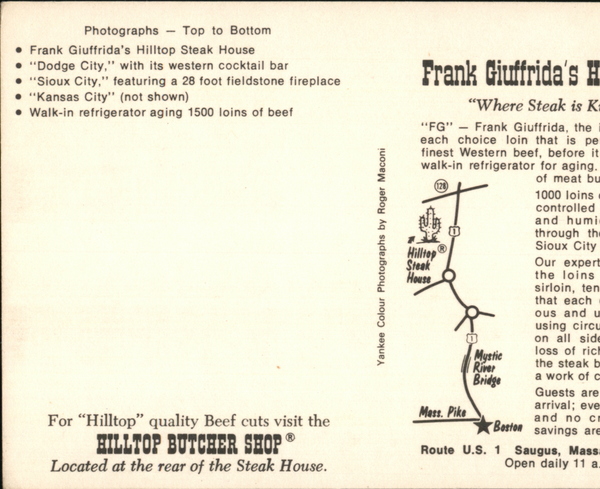 Photographs — Top to Bottom
• Frank Giuffrida's Hilltop Steak House
• "Dodge City," with its western cocktail bar
• "Sioux City," featuring a 28 foot fieldstone fireplace
• "Kansas City" (not shown)
• Walk-in refrigerator aging 1500 loins of beef
For "Hilltop" quality Beef cuts visit the
HILLTOP BUTCHER SHOP®
Located at the rear of the Steak House.
Yankee Colour Photographs by Roger Maconi
Frank Giuffrida's H
"Where Steak is K
"FG" — Frank Giuffrida, the
each choice loin that is pe
finest Western beef, before it
walk-in refrigerator for aging.
of meat bu
1000 loins
controlled
and humi
through the
Sioux City
Our expert
the loins
sirloin, ten
that each
ous and u
using circu
on all side
loss of rich
the steak b
a work of c
Guests are
arrival; eve
and no cr
savings are
128
1
Hilltop®
Steak
House
1
Mystic
River
Bridge
Mass. Pike
Boston
Route U.S. 1 Saugus, Massa
Open daily 11 a.